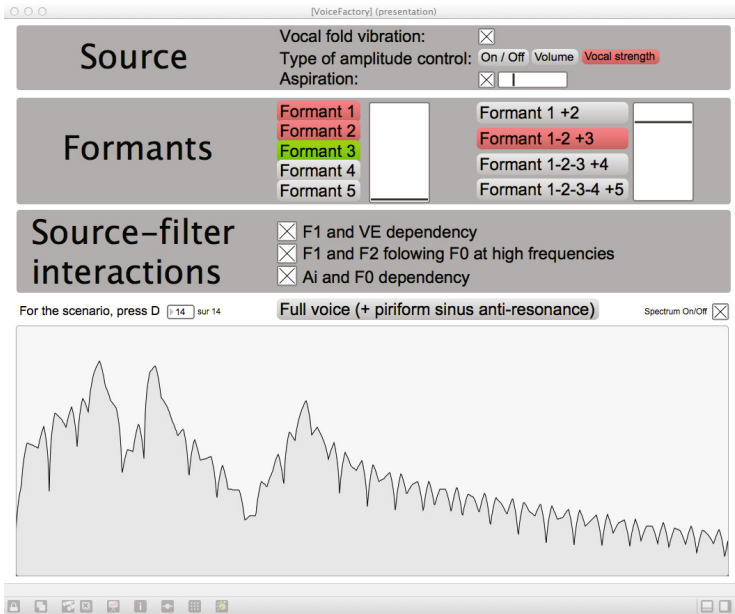 [VoiceFactory] (presentation)
Source
Vocal fold vibration:
Type of amplitude control: On / Off Volume Vocal strength
Aspiration:
Formants
Formant 1
Formant 2
Formant 3
Formant 4
Formant 5
Formant 1 +2
Formant 1-2 +3
Formant 1-2-3 +4
Formant 1-2-3-4 +5
Source-filter
interactions
F1 and VE dependency
F1 and F2 folowing F0 at high frequencies
Ai and F0 dependency
For the scenario, press D 14 sur 14
Full voice (+ piriform sinus anti-resonance)
Spectrum On/Off